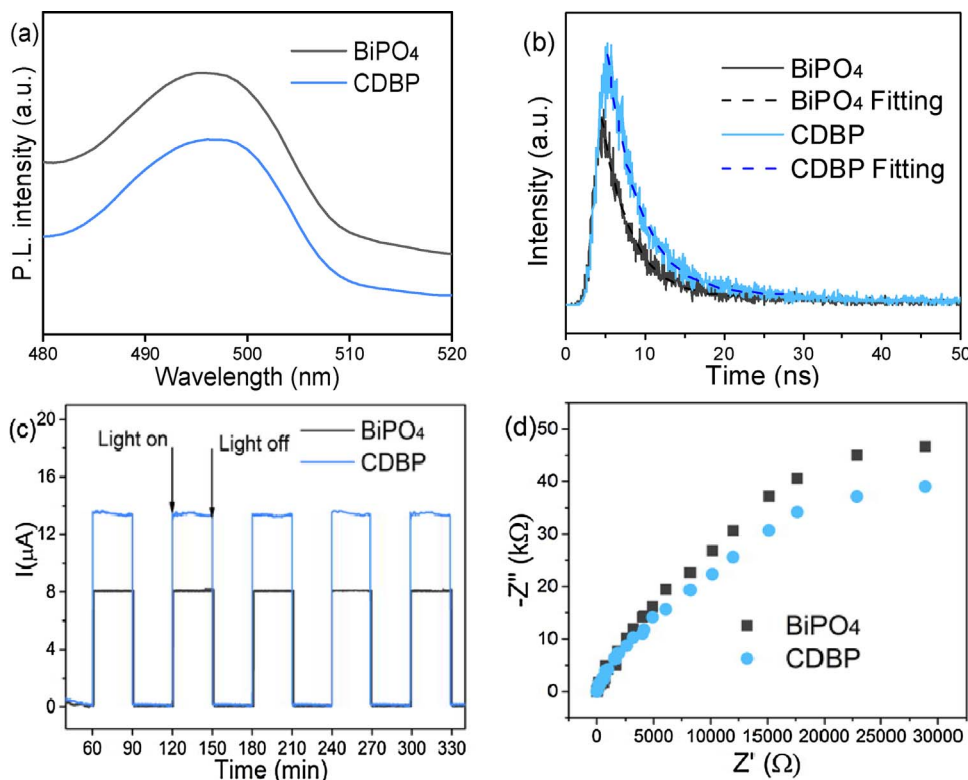 (a)
BiPO4
CDBP
P.L. intensity (a.u.)
480 490 500 510 520
Wavelength (nm)
(b)
BiPO4
BiPO4 Fitting
CDBP
CDBP Fitting
Intensity (a.u.)
0 10 20 30 40 50
Time (ns)
(c)
Light on
Light off
BiPO4
CDBP
I(μA)
20
16
12
8
4
0
60 90 120 150 180 210 240 270 300 330
Time (min)
(d)
-Z" (kΩ)
50
40
30
20
10
0
BiPO4
CDBP
0 5000 10000 15000 20000 25000 30000
Z' (Ω)